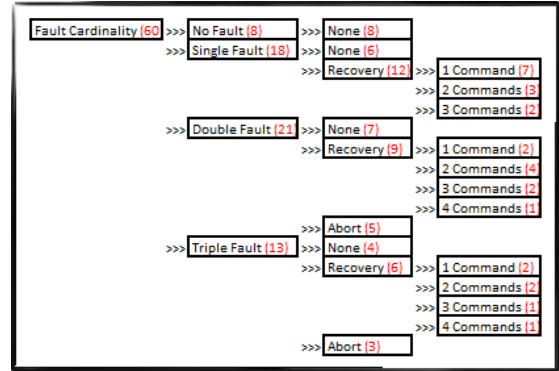 Fault Cardinality (60 >>> No Fault (8) >>> None (8)
>>> Single Fault (18) >>> None (6)
>>> Recovery (12) >>> 1 Command (7)
>>> 2 Commands (3)
>>> 3 Commands (2)
>>> Double Fault (21) >>> None (7)
>>> Recovery (9) >>> 1 Command (2)
>>> 2 Commands (4)
>>> 3 Commands (2)
>>> 4 Commands (1)
>>> Abort (5)
>>> Triple Fault (13) >>> None (4)
>>> Recovery (6) >>> 1 Command (2)
>>> 2 Commands (2)
>>> 3 Commands (1)
>>> 4 Commands (1)
>>> Abort (3)